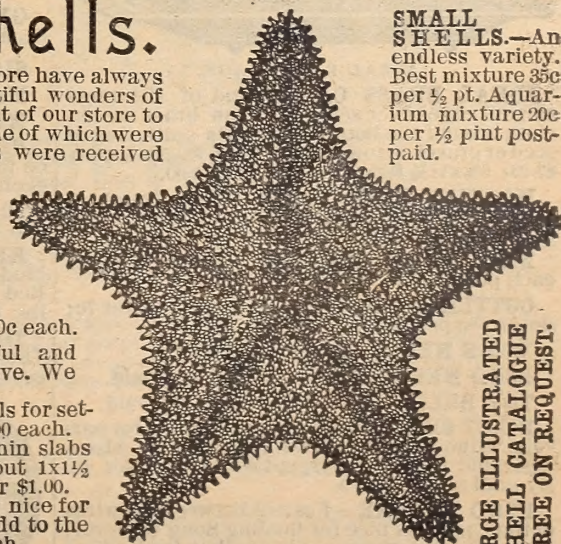 hells.
ore have always
tiful wonders of
t of our store to
e of which were
s were received
0c each.
ful and
ve. We
ls for set-
00 each.
hin slabs
out 1x1½
r $1.00.
nice for
dd to the
SMALL
SHELLS.—An
endless variety.
Best mixture 35c
per ½ pt. Aquar-
ium mixture 20c
per ½ pint post-
paid.
RGE ILLUSTRATED
HELL CATALOGUE
REE ON REQUEST.